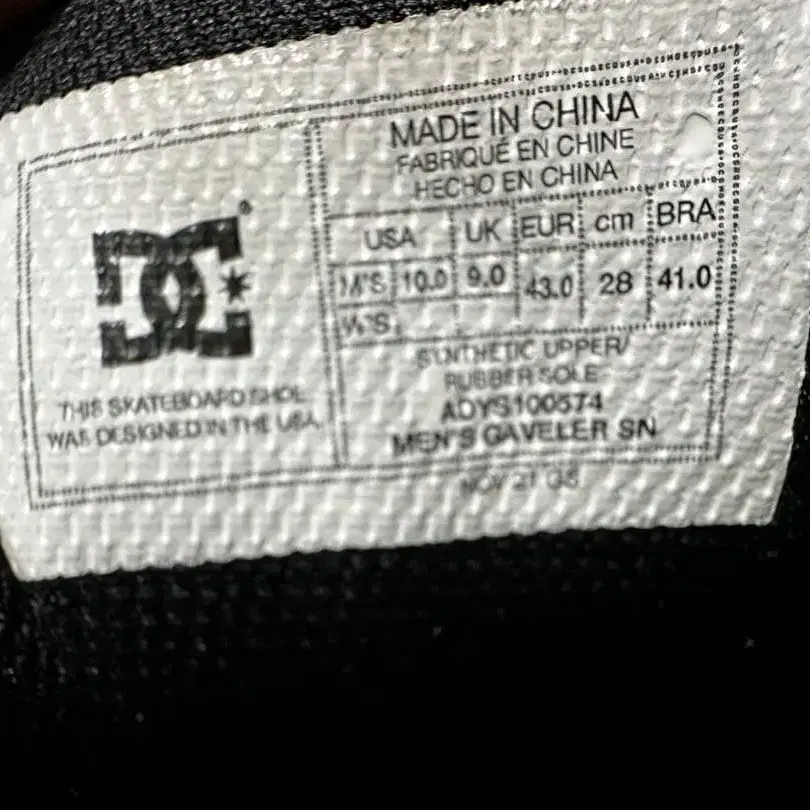 MADE IN CHINA
FABRIQUÉ EN CHINE
HECHO EN CHINA
USA UK EUR cm BRA
M'S 10.0 9.0 43.0 28 41.0
W'S
SYNTHETIC UPPER/
RUBBER SOLE
ADYS100574
MEN'S GAVELER SN
NOV 21
DC
®
THIS SKATEBOARD SHOE
WAS DESIGNED IN THE USA.